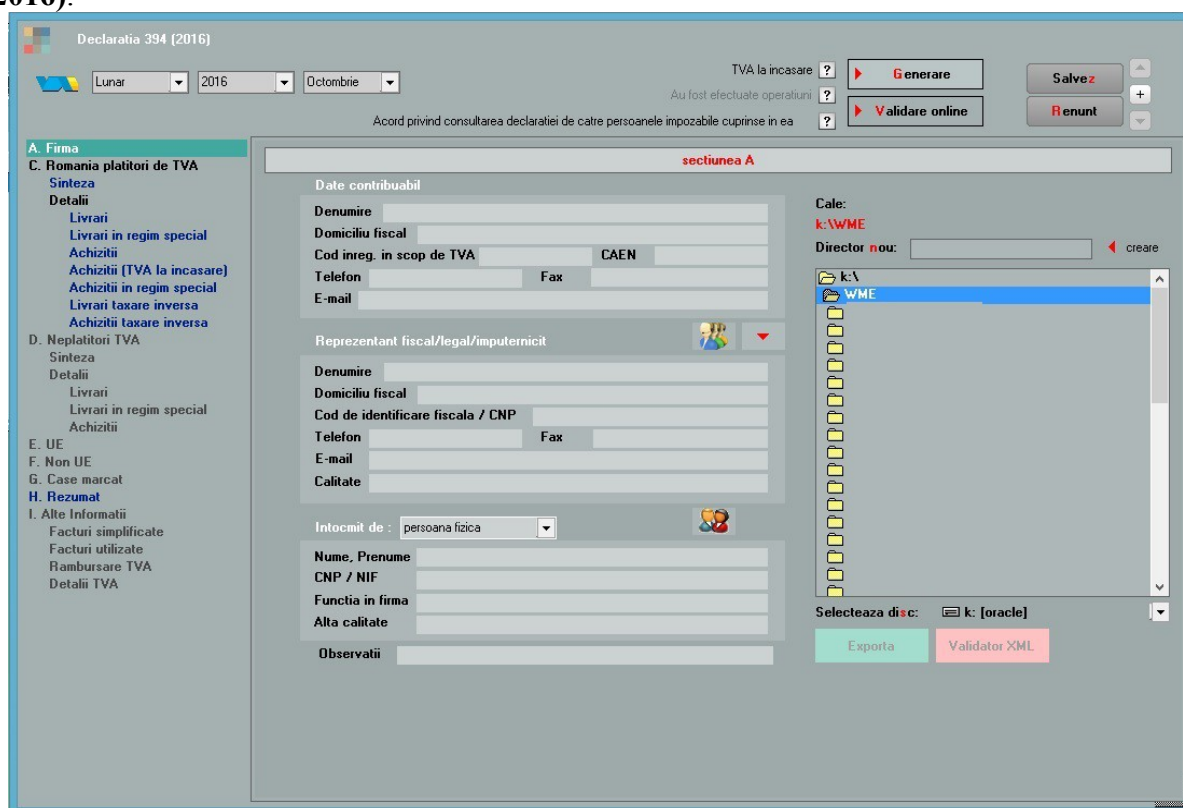 2016).
Declaratia 394 (2016)
Lunar 2016 Octombrie
TVA la incasare ?
Au fost efectuate operatiuni ?
Acord privind consultarea declaratiei de catre persoanele impozabile cuprinse in ea ?
Generare
Validare online
Salvez
Renunt
+
A. Firma
C. Romania platitori de TVA
Sinteza
Detalii
Livrari
Livrari in regim special
Achizitii
Achizitii (TVA la incasare)
Achizitii in regim special
Livrari taxare inversa
Achizitii taxare inversa
D. Neplatitori TVA
Sinteza
Detalii
Livrari
Livrari in regim special
Achizitii
E. UE
F. Non UE
G. Case marcat
H. Rezumat
I. Alte Informatii
Facturi simplificate
Facturi utilizate
Rambursare TVA
Detalii TVA
sectiunea A
Date contribuabil
Denumire
Domiciliu fiscal
Cod inreg. in scop de TVA CAEN
Telefon Fax
E-mail
Reprezentant fiscal/legal/imputernicit
Denumire
Domiciliu fiscal
Cod de identificare fiscala / CNP
Telefon Fax
E-mail
Calitate
Intocmit de : persoana fizica
Nume, Prenume
CNP / NIF
Functia in firma
Alta calitate
Observatii
Cale:
k:\WME
Director nou: creare
k:\
WME
Selecteaza disc: k: [oracle]
Exporta Validator XML